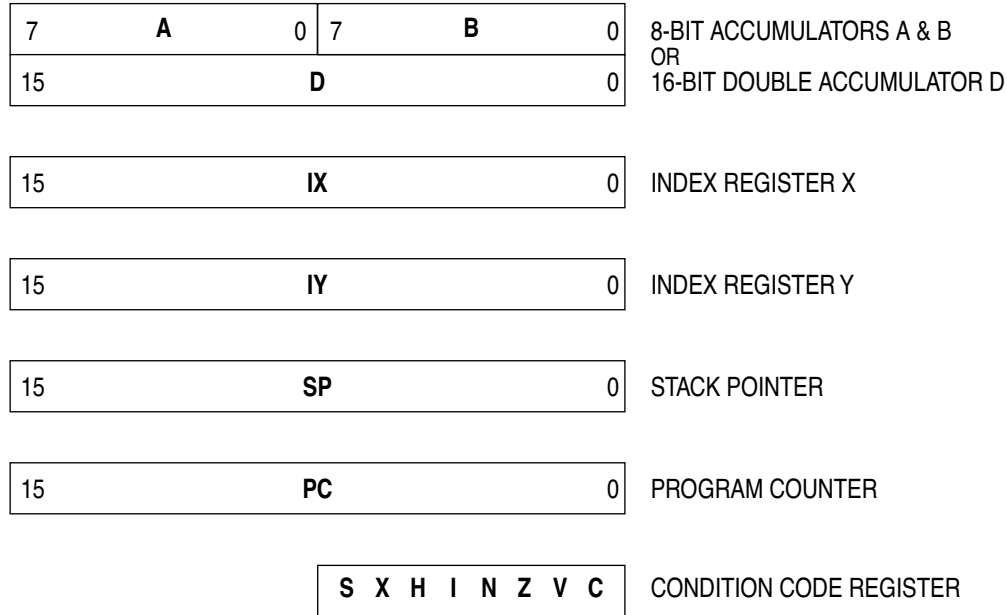 7 A 0 7 B 0 8-BIT ACCUMULATORS A & B
OR
15 D 0 16-BIT DOUBLE ACCUMULATOR D
15 IX 0 INDEX REGISTER X
15 IY 0 INDEX REGISTER Y
15 SP 0 STACK POINTER
15 PC 0 PROGRAM COUNTER
S X H I N Z V C CONDITION CODE REGISTER